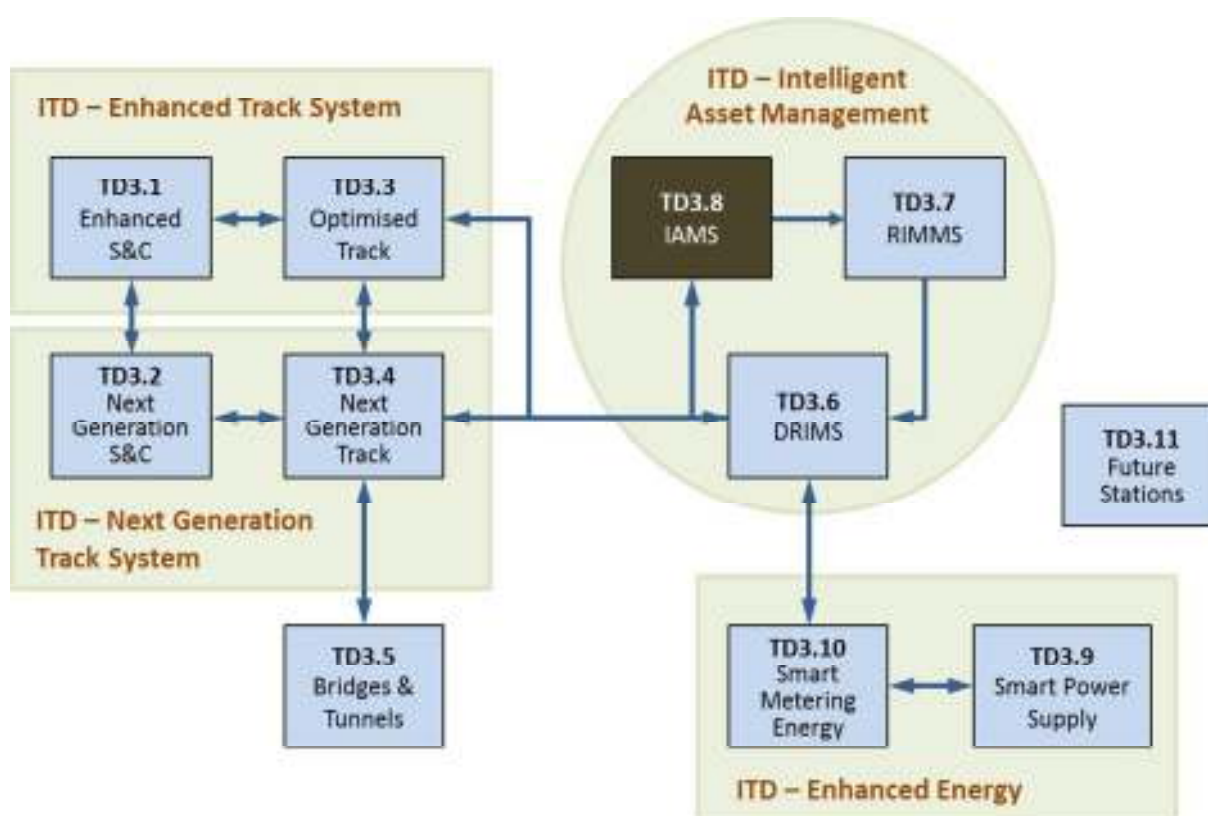 ITD – Enhanced Track System
TD3.1
Enhanced
S&C
TD3.3
Optimised
Track
TD3.2
Next
Generation
S&C
TD3.4
Next
Generation
Track
ITD – Next Generation
Track System
TD3.5
Bridges &
Tunnels
ITD – Intelligent
Asset Management
TD3.8
IAMS
TD3.7
RIMMS
TD3.6
DRIMS
TD3.11
Future
Stations
TD3.10
Smart
Metering
Energy
TD3.9
Smart Power
Supply
ITD – Enhanced Energy